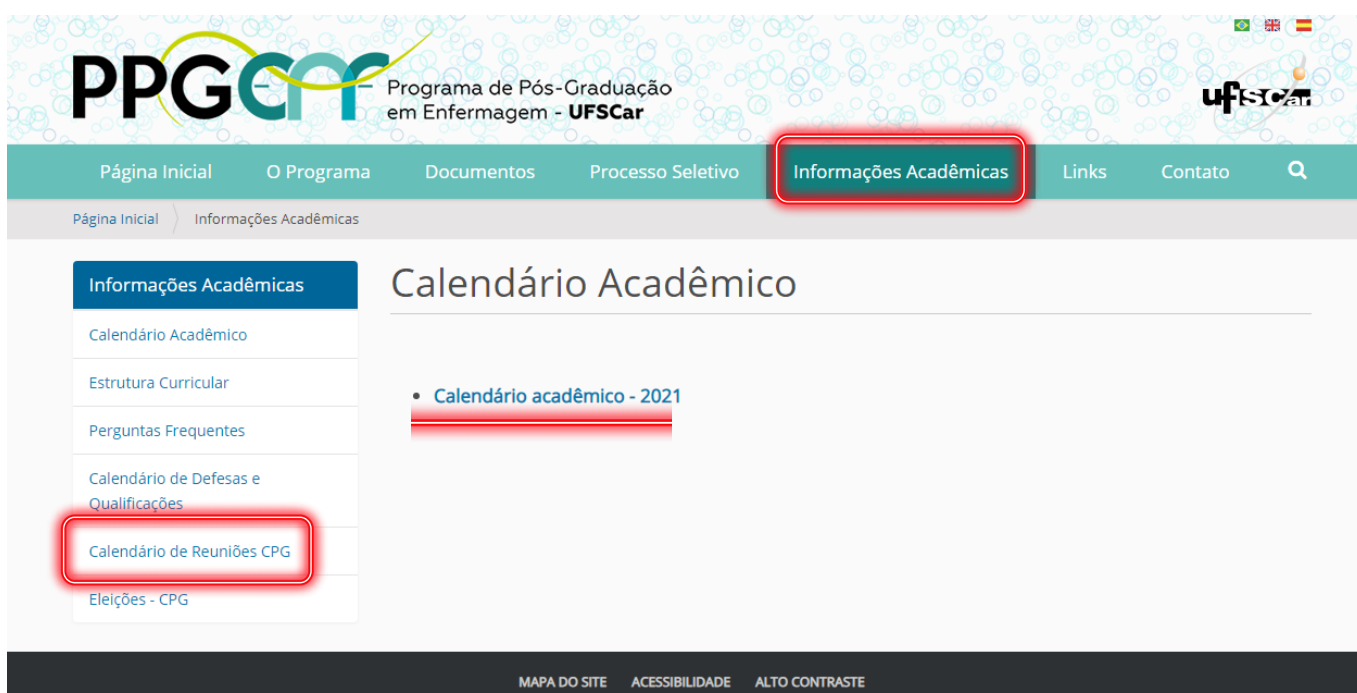 PPGEnf
Programa de Pós-Graduação
em Enfermagem - UFSCar
ufscar
Página Inicial O Programa Documentos Processo Seletivo Informações Acadêmicas Links Contato
Página Inicial Informações Acadêmicas
Informações Acadêmicas
Calendário Acadêmico
Estrutura Curricular
Perguntas Frequentes
Calendário de Defesas e
Qualificações
Calendário de Reuniões CPG
Eleições - CPG
Calendário Acadêmico
• Calendário acadêmico - 2021
MAPA DO SITE ACESSIBILIDADE ALTO CONTRASTE